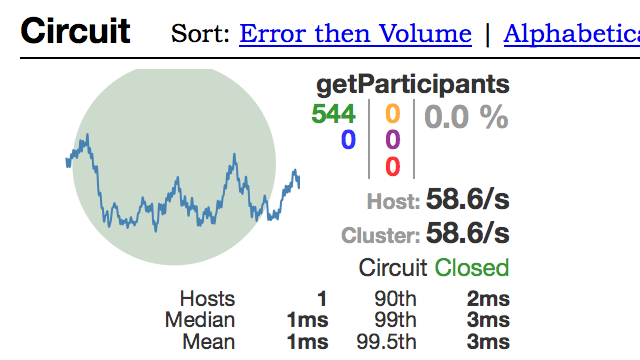 Circuit Sort: Error then Volume | Alphabetica
getParticipants
544 0 0.0 %
0 0
0
Host: 58.6/s
Cluster: 58.6/s
Circuit Closed
Hosts 1 90th 2ms
Median 1ms 99th 3ms
Mean 1ms 99.5th 3ms